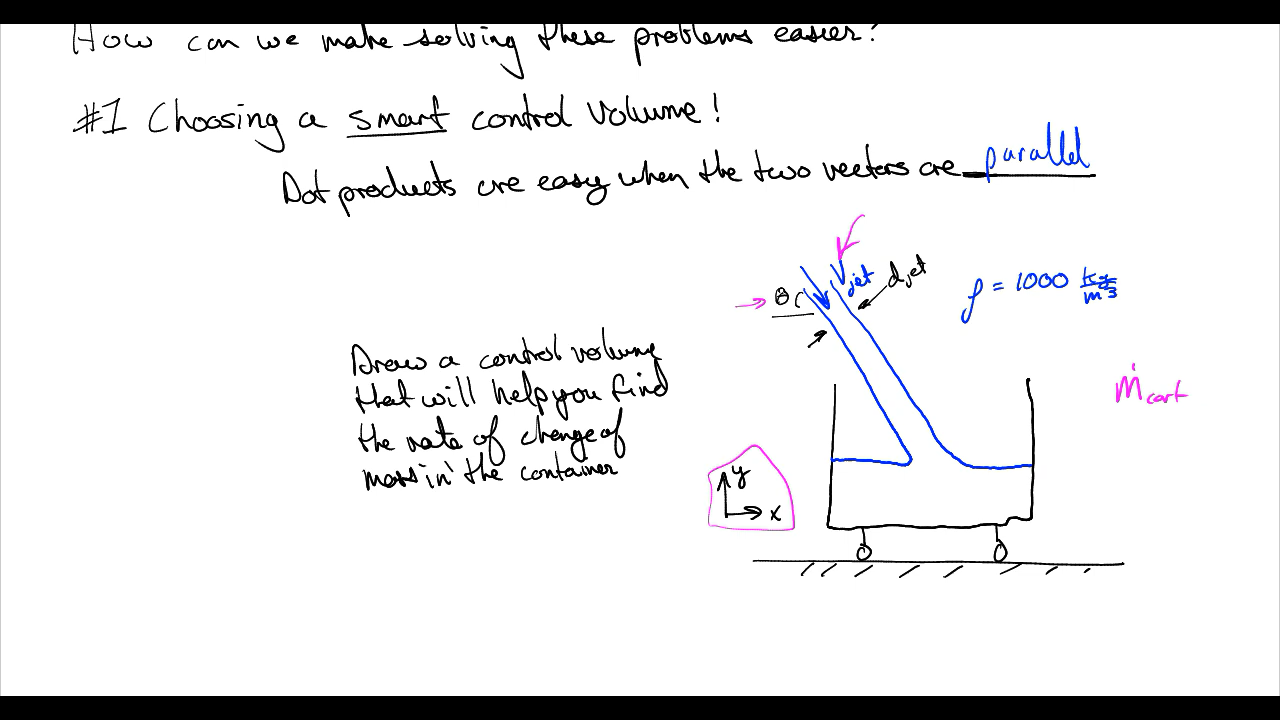 How can we make solving these problems easier?
#1 Choosing a smart control volume!
Dot products are easy when the two vectors are parallel
θ
Vjet
djet
ρ = 1000 kg/m³
Draw a control volume
that will help you find
the rate of change of
mass in the container
ṁcart
y
x